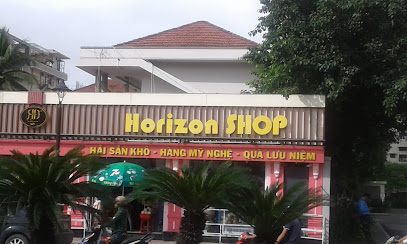 Horizon SHOP
HẢI SẢN KHÔ - HÀNG MỸ NGHỆ - QUÀ LƯU NIỆM